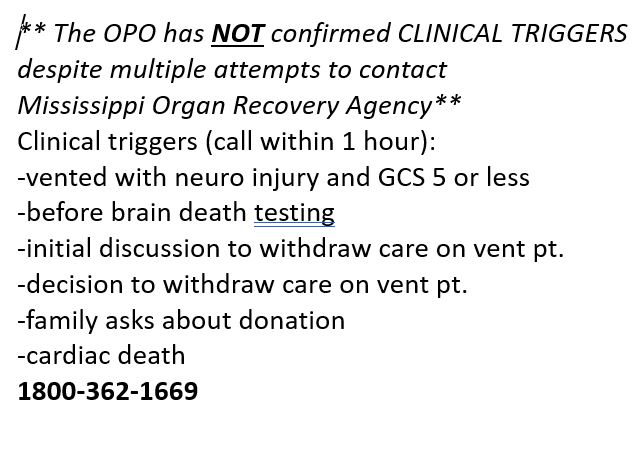 ** The OPO has NOT confirmed CLINICAL TRIGGERS
despite multiple attempts to contact
Mississippi Organ Recovery Agency**
Clinical triggers (call within 1 hour):
-vented with neuro injury and GCS 5 or less
-before brain death testing
-initial discussion to withdraw care on vent pt.
-decision to withdraw care on vent pt.
-family asks about donation
-cardiac death
1800-362-1669